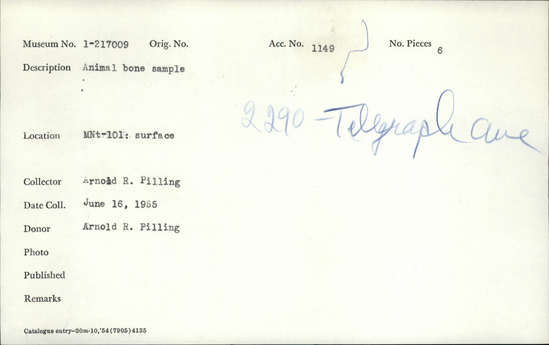 Museum No. 1-217009 Orig. No. Acc. No. 1149 No. Pieces 6
Description Animal bone sample
2290 - Telegraph Ave
Location MNt-101: surface
Collector Arnold R. Pilling
Date Coll. June 16, 1955
Donor Arnold R. Pilling
Photo
Published
Remarks
Catalogue entry-20m-10,'54(7905)4135